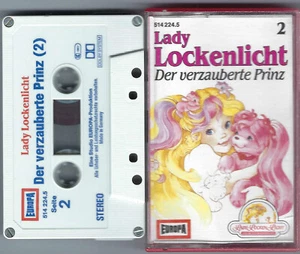 Lady Lockenlicht
Der verzauberte Prinz (2)
Eine Studio EUROPA-Produktion
Made in Germany
EUROPA
514 224.5
Seite
2
STEREO
514 224.5
2
Lady
Lockenlicht
Der verzauberte Prinz
EUROPA